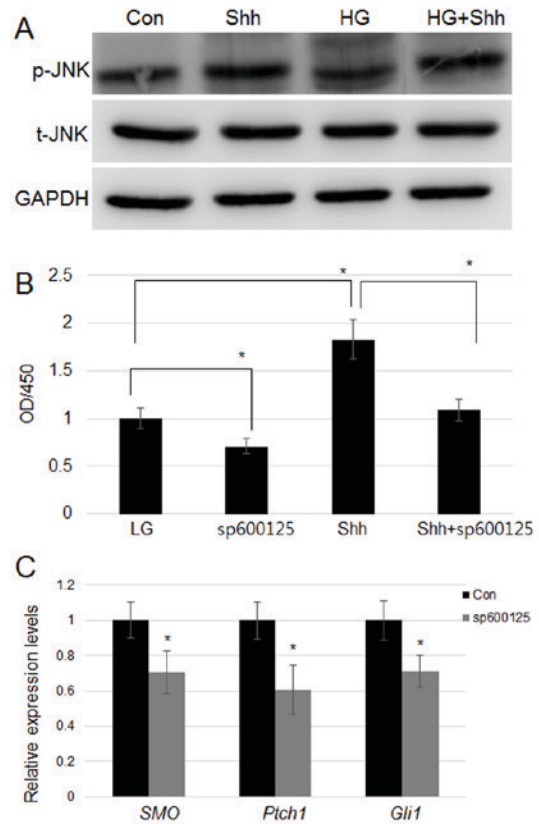 A
Con Shh HG HG+Shh
p-JNK
t-JNK
GAPDH
B
*
*
*
2.5
2
1.5
1
0.5
0
OD/450
LG sp600125 Shh Shh+sp600125
C
Con
sp600125
*
*
*
1.2
1
0.8
0.6
0.4
0.2
0
Relative expression levels
SMO Ptch1 Gli1